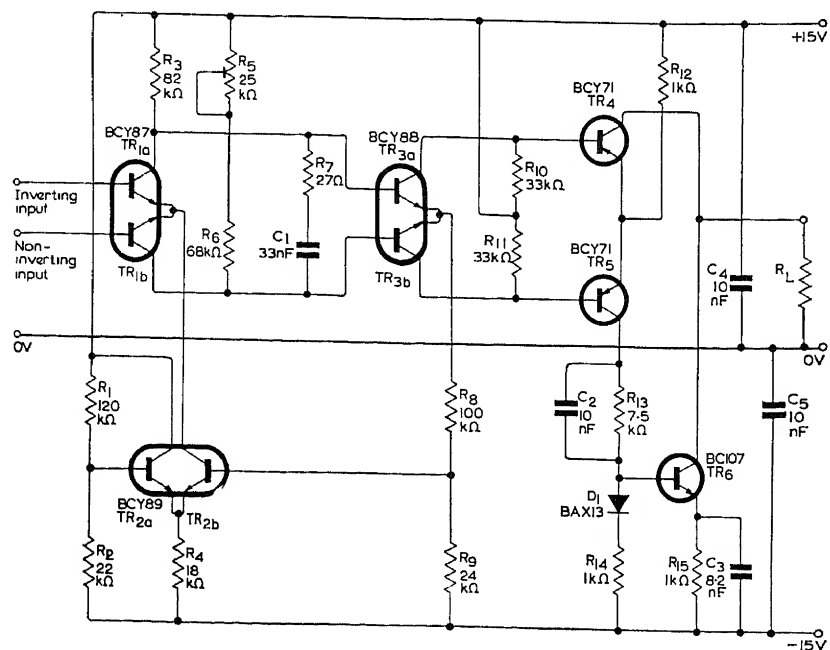 +15V
R3
82
kΩ
R5
25
kΩ
R12
1kΩ
BCY87
TR1a
BCY88
TR3a
BCY71
TR4
Inverting
input
Non-
inverting
input
R7
27Ω
R10
33kΩ
R6
68kΩ
C1
33nF
R11
33kΩ
BCY71
TR5
TR1b
TR3b
C4
10
nF
RL
0V
0V
R1
120
kΩ
R8
100
kΩ
C2
10
nF
R13
7.5
kΩ
C5
10
nF
BCY89
TR2a
TR2b
D1
BAX13
BC107
TR6
R2
22
kΩ
R4
18
kΩ
R9
24
kΩ
R14
1kΩ
R15
1kΩ
C3
8·2
nF
-15V